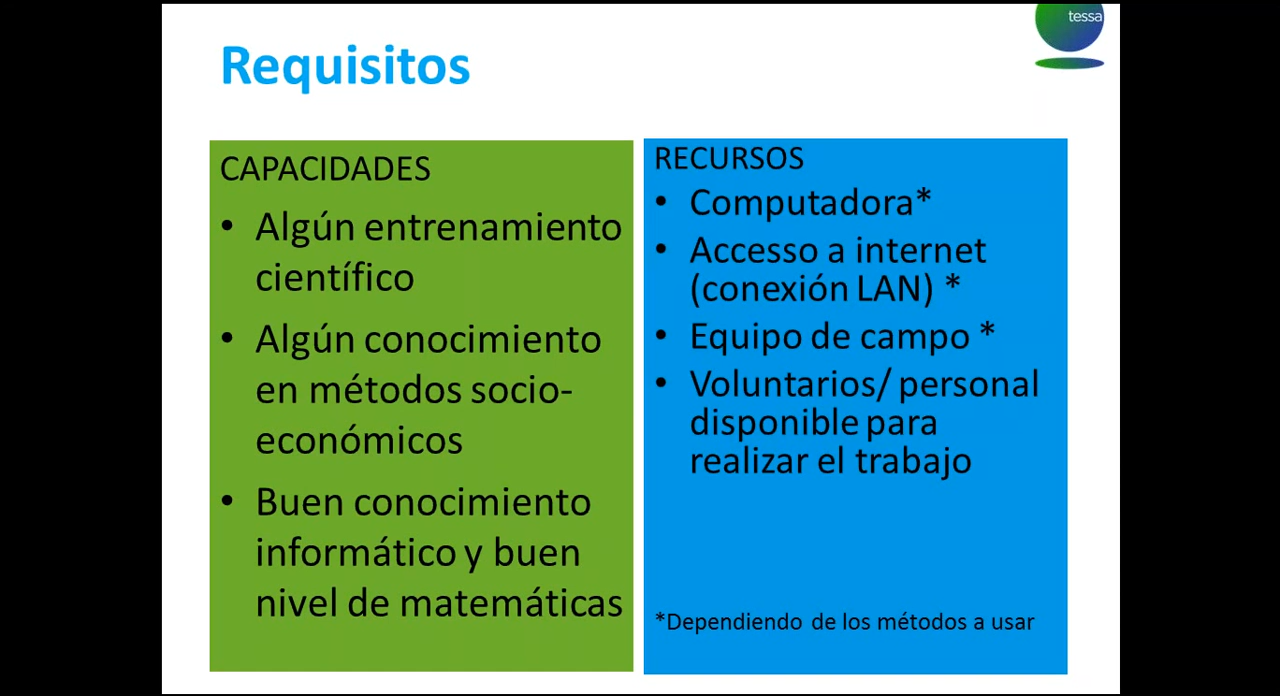 tessa
Requisitos
CAPACIDADES
• Algún entrenamiento
científico
• Algún conocimiento
en métodos socio-
económicos
• Buen conocimiento
informático y buen
nivel de matemáticas
RECURSOS
• Computadora*
• Accesso a internet
(conexión LAN) *
• Equipo de campo *
• Voluntarios/ personal
disponible para
realizar el trabajo
*Dependiendo de los métodos a usar